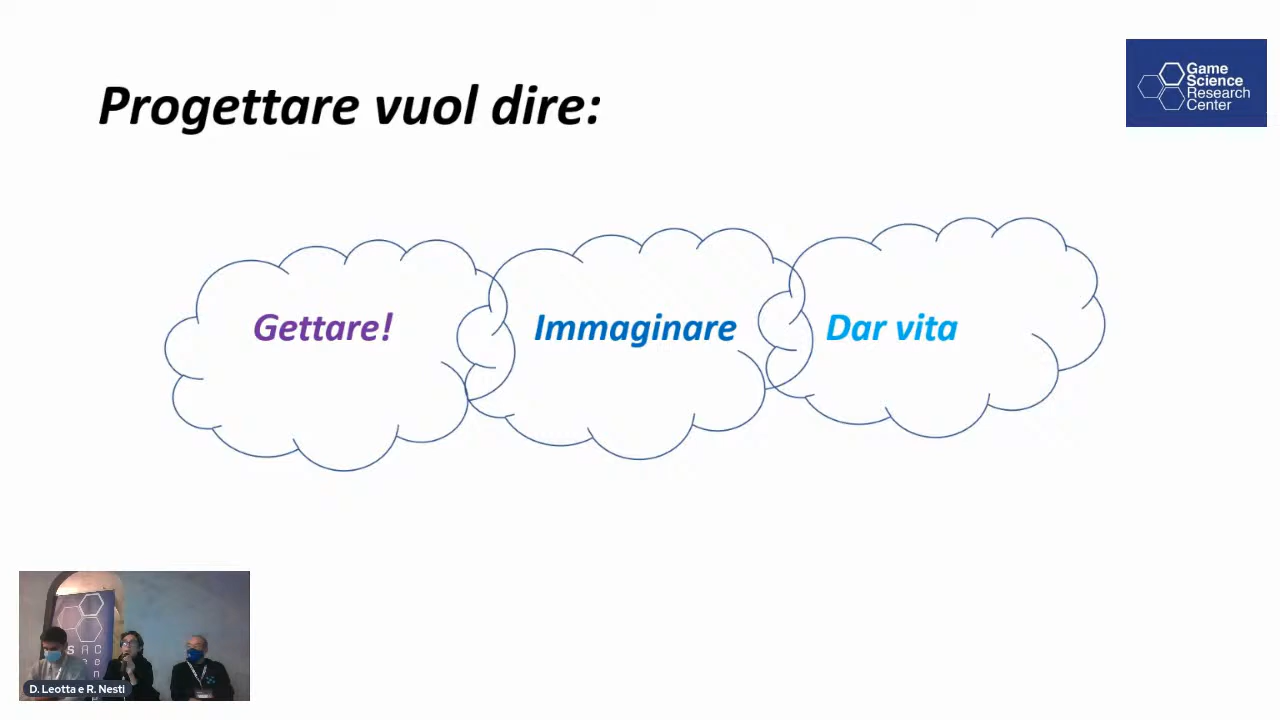 Progettare vuol dire:
Game
Science
Research
Center
Gettare!
Immaginare
Dar vita
D. Leotta e R. Nesti